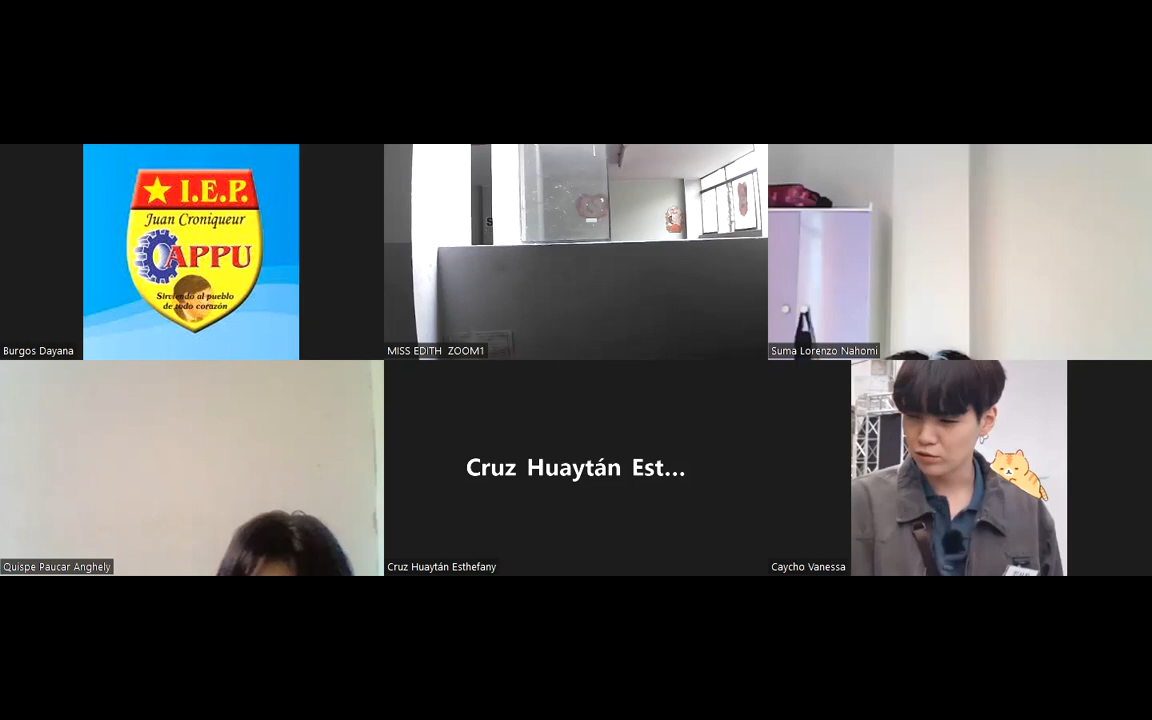 I.E.P.
Juan Croniqueur
CAPPU
Sirviendo al pueblo
de todo corazón
Burgos Dayana
MISS EDITH ZOOM1
Suma Lorenzo Nahomi
Quispe Paucar Anghely
Cruz Huaytán Est...
Cruz Huaytán Esthefany
Caycho Vanessa